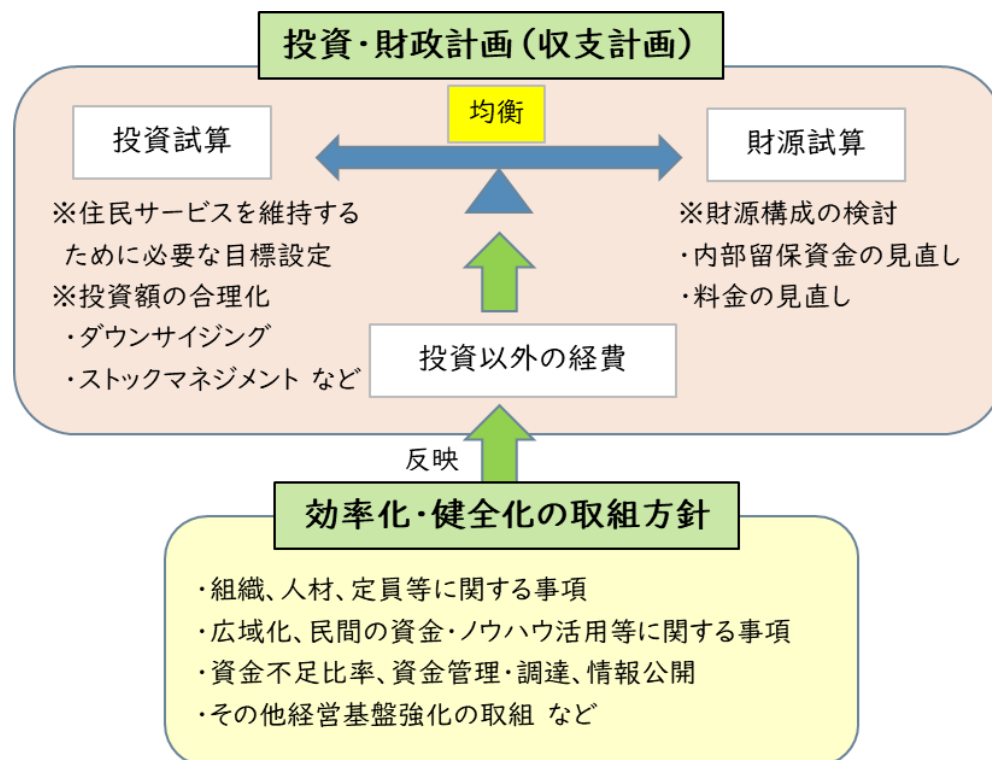 投資・財政計画(収支計画)
均衡
投資試算
財源試算
※住民サービスを維持する
ために必要な目標設定
※投資額の合理化
・ダウンサイジング
・ストックマネジメント など
※財源構成の検討
・内部留保資金の見直し
・料金の見直し
投資以外の経費
反映
効率化・健全化の取組方針
・組織、人材、定員等に関する事項
・広域化、民間の資金・ノウハウ活用等に関する事項
・資金不足比率、資金管理・調達、情報公開
・その他経営基盤強化の取組 など